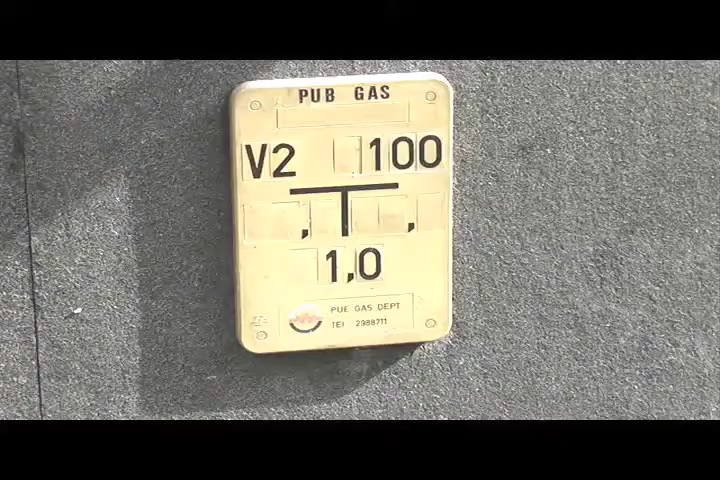 PUB GAS
V2 100
, ,
1,0
PUB GAS DEPT
TEL 2988711